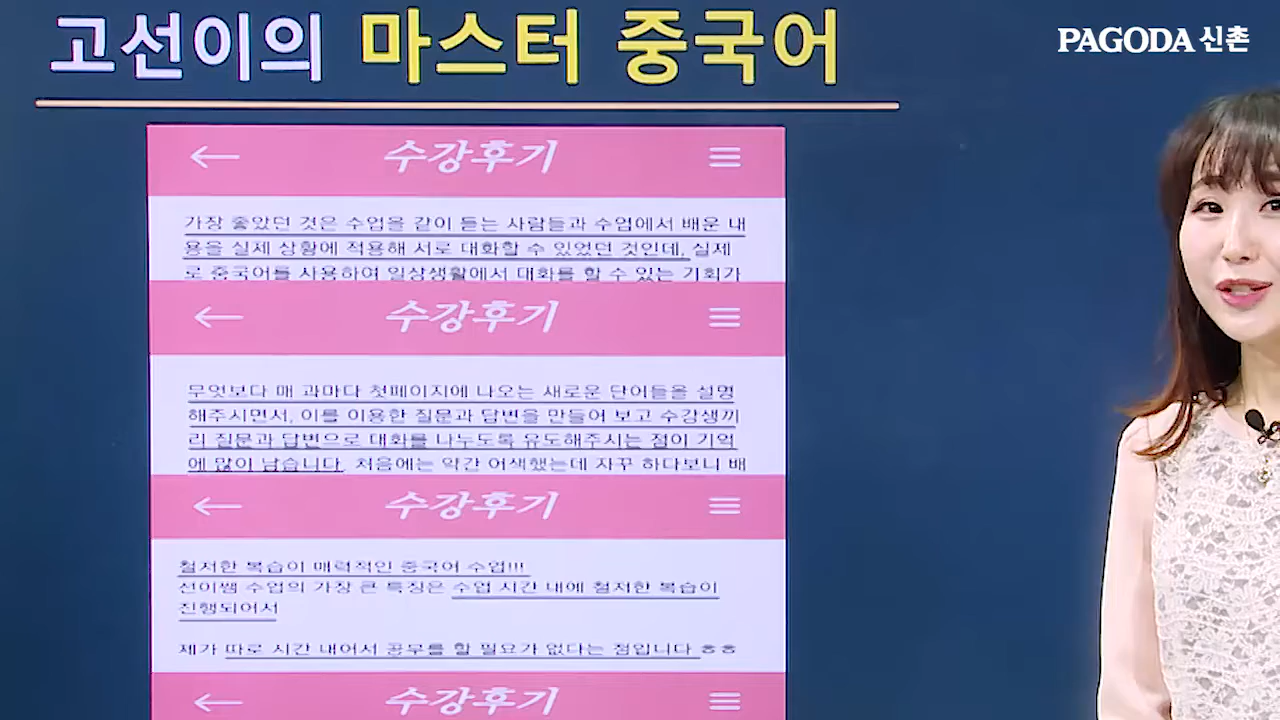 고선이의 마스터 중국어
PAGODA 신촌
수강후기
가장 좋았던 것은 수업을 같이 듣는 사람들과 수업에서 배운 내
용을 실제 상황에 적용해 서로 대화할 수 있었던 것인데, 실제
로 중국어를 사용하여 일상생활에서 대화를 할 수 있는 기회가
수강후기
무엇보다 매 과마다 첫페이지에 나오는 새로운 단어들을 설명
해주시면서, 이를 이용한 질문과 답변을 만들어 보고 수강생끼
리 질문과 답변으로 대화를 나누도록 유도해주시는 점이 기억
에 많이 남습니다. 처음에는 약간 어색했는데 자꾸 하다보니 배
수강후기
철저한 복습이 매력적인 중국어 수업!!!
선이쌤 수업의 가장 큰 특징은 수업 시간 내에 철저한 복습이
진행되어서
제가 따로 시간 내어서 공부를 할 필요가 없다는 점입니다 ㅎㅎ
수강후기